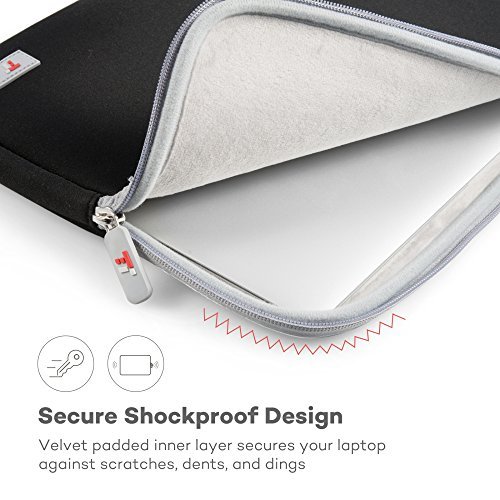 Secure Shockproof Design
Velvet padded inner layer secures your laptop
against scratches, dents, and dings